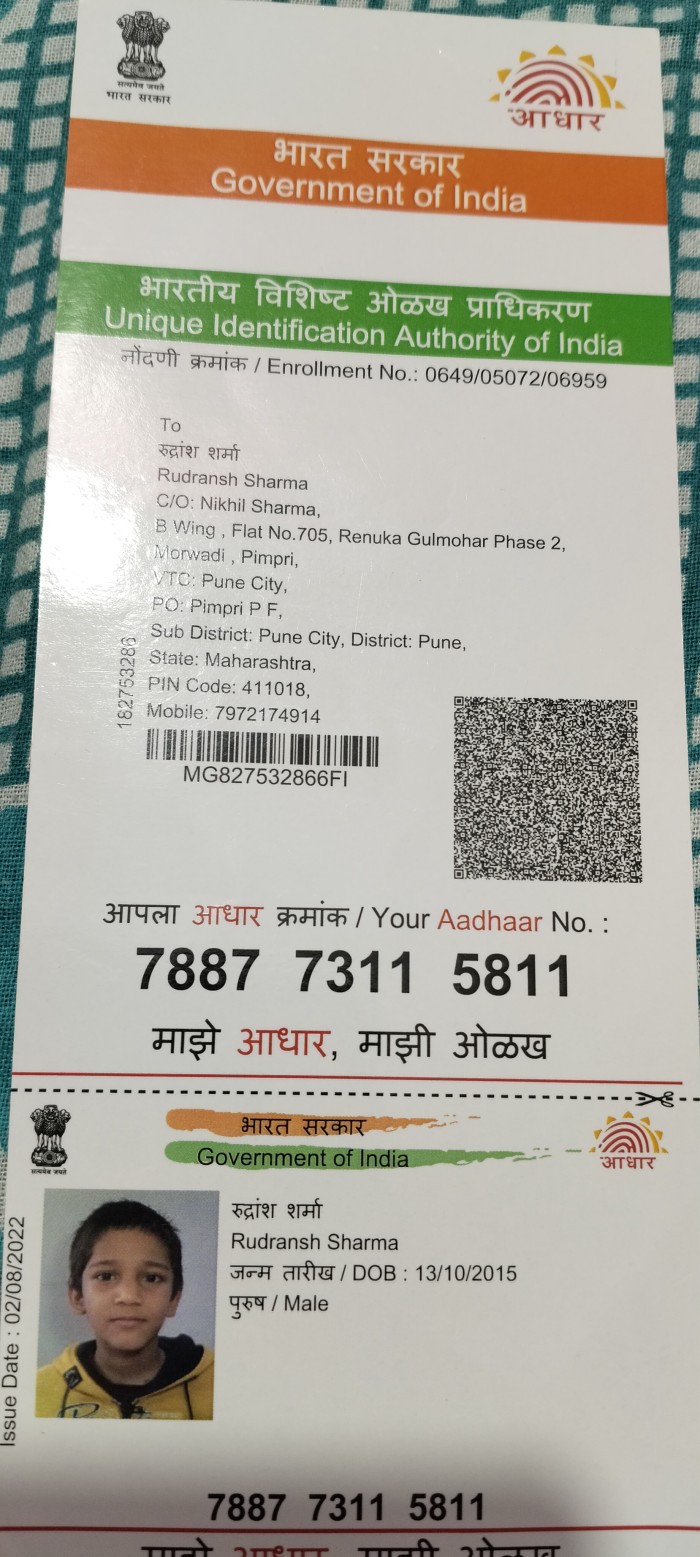 सत्यमेव जयते
भारत सरकार
आधार
भारत सरकार
Government of India
भारतीय विशिष्ट ओळख प्राधिकरण
Unique Identification Authority of India
नोंदणी क्रमांक / Enrollment No.: 0649/05072/06959
To
रुद्रांश शर्मा
Rudransh Sharma
C/O: Nikhil Sharma,
B Wing , Flat No.705, Renuka Gulmohar Phase 2,
Morwadi , Pimpri,
VTC: Pune City,
PO: Pimpri P F,
Sub District: Pune City, District: Pune,
State: Maharashtra,
PIN Code: 411018,
Mobile: 7972174914
182753286
MG827532866FI
आपला आधार क्रमांक / Your Aadhaar No. :
7887 7311 5811
माझे आधार, माझी ओळख
सत्यमेव जयते
भारत सरकार
Government of India
आधार
रुद्रांश शर्मा
Rudransh Sharma
जन्म तारीख / DOB : 13/10/2015
पुरुष / Male
Issue Date : 02/08/2022
7887 7311 5811